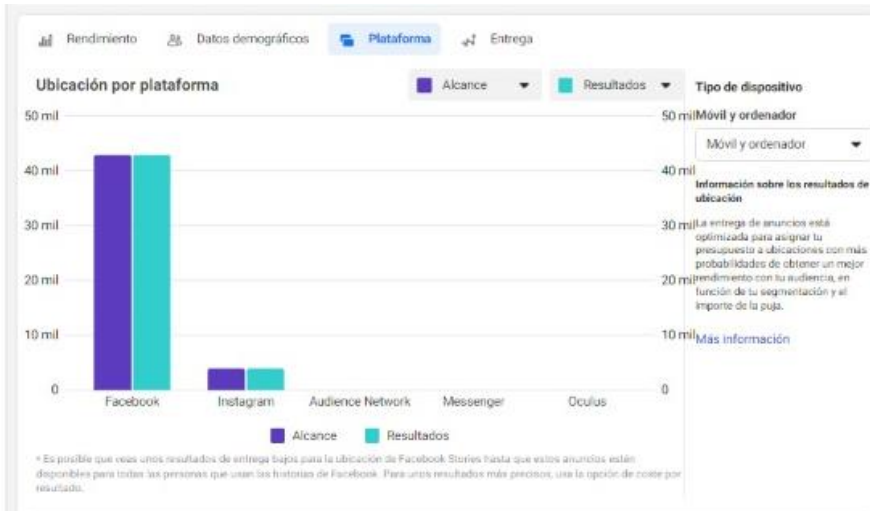 Rendimiento Datos demográficos Plataforma Entrega
Ubicación por plataforma
Alcance Resultados
50 mil
40 mil
30 mil
20 mil
10 mil
0
50 mil
40 mil
30 mil
20 mil
10 mil
0
Facebook Instagram Audience Network Messenger Oculus
Alcance Resultados
* Es posible que veas unos resultados de entrega bajos para la ubicación de Facebook Stories hasta que estos anuncios estén
disponibles para todas las personas que usan las historias de Facebook. Para unos resultados más precisos, usa la opción de coste por
resultado.
Tipo de dispositivo
Móvil y ordenador
Móvil y ordenador
Información sobre los resultados de
ubicación
La entrega de anuncios está
optimizada para asignar tu
presupuesto a ubicaciones con más
probabilidades de obtener un mejor
rendimiento con tu audiencia, en
función de tu segmentación y el
importe de la puja.
Más información